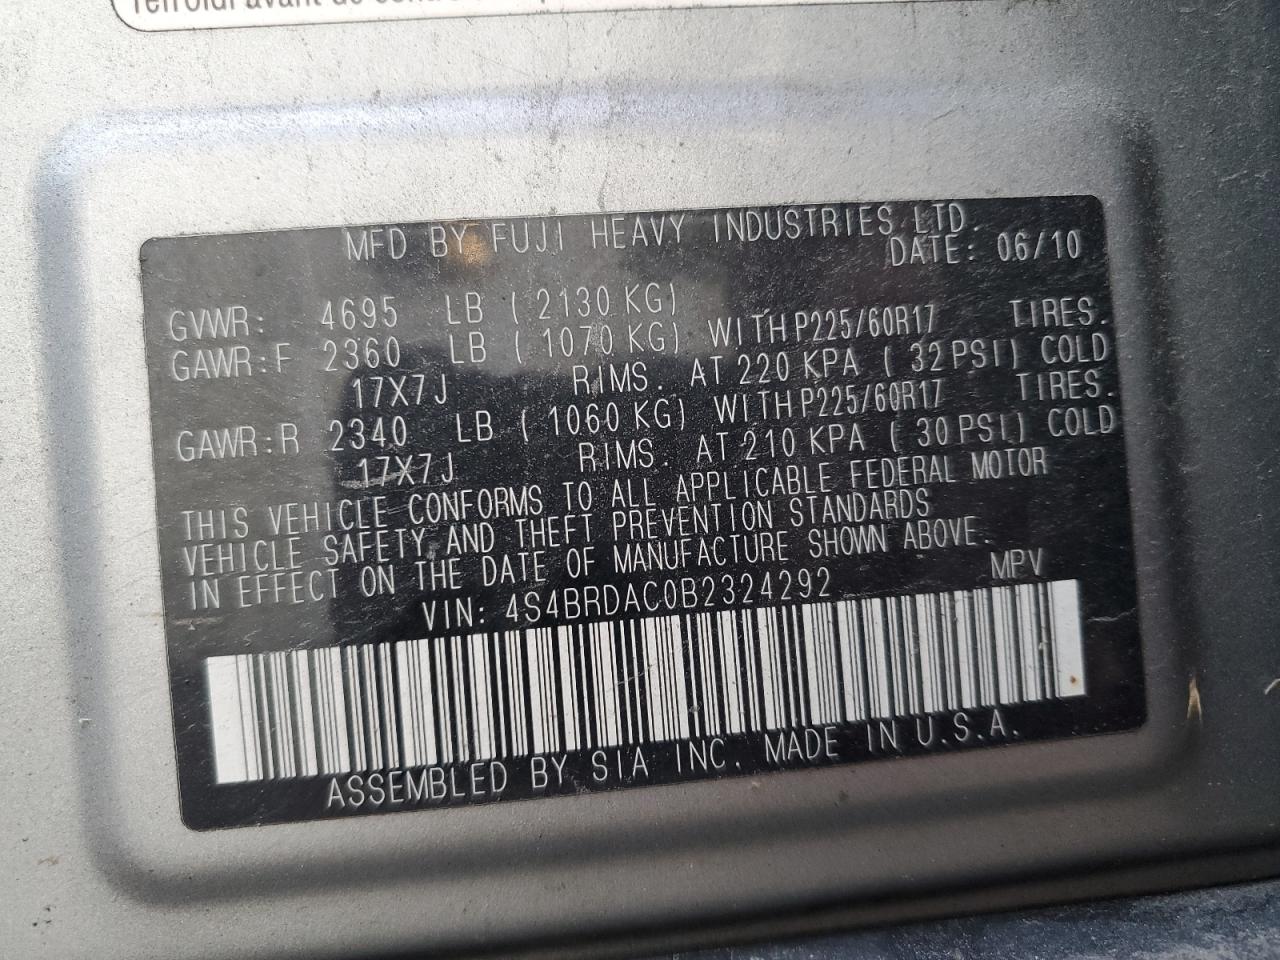 refroidi avant de
MFD BY FUJI HEAVY INDUSTRIES LTD.
DATE: 06/10
GVWR: 4695 LB ( 2130 KG)
GAWR:F 2360 LB ( 1070 KG) WITH P225/60R17 TIRES.
17X7J RIMS. AT 220 KPA ( 32 PSI) COLD
GAWR:R 2340 LB ( 1060 KG) WITH P225/60R17 TIRES.
17X7J RIMS. AT 210 KPA ( 30 PSI) COLD
THIS VEHICLE CONFORMS TO ALL APPLICABLE FEDERAL MOTOR
VEHICLE SAFETY AND THEFT PREVENTION STANDARDS
IN EFFECT ON THE DATE OF MANUFACTURE SHOWN ABOVE.
VIN: 4S4BRDAC0B2324292 MPV
ASSEMBLED BY SIA INC. MADE IN U.S.A.